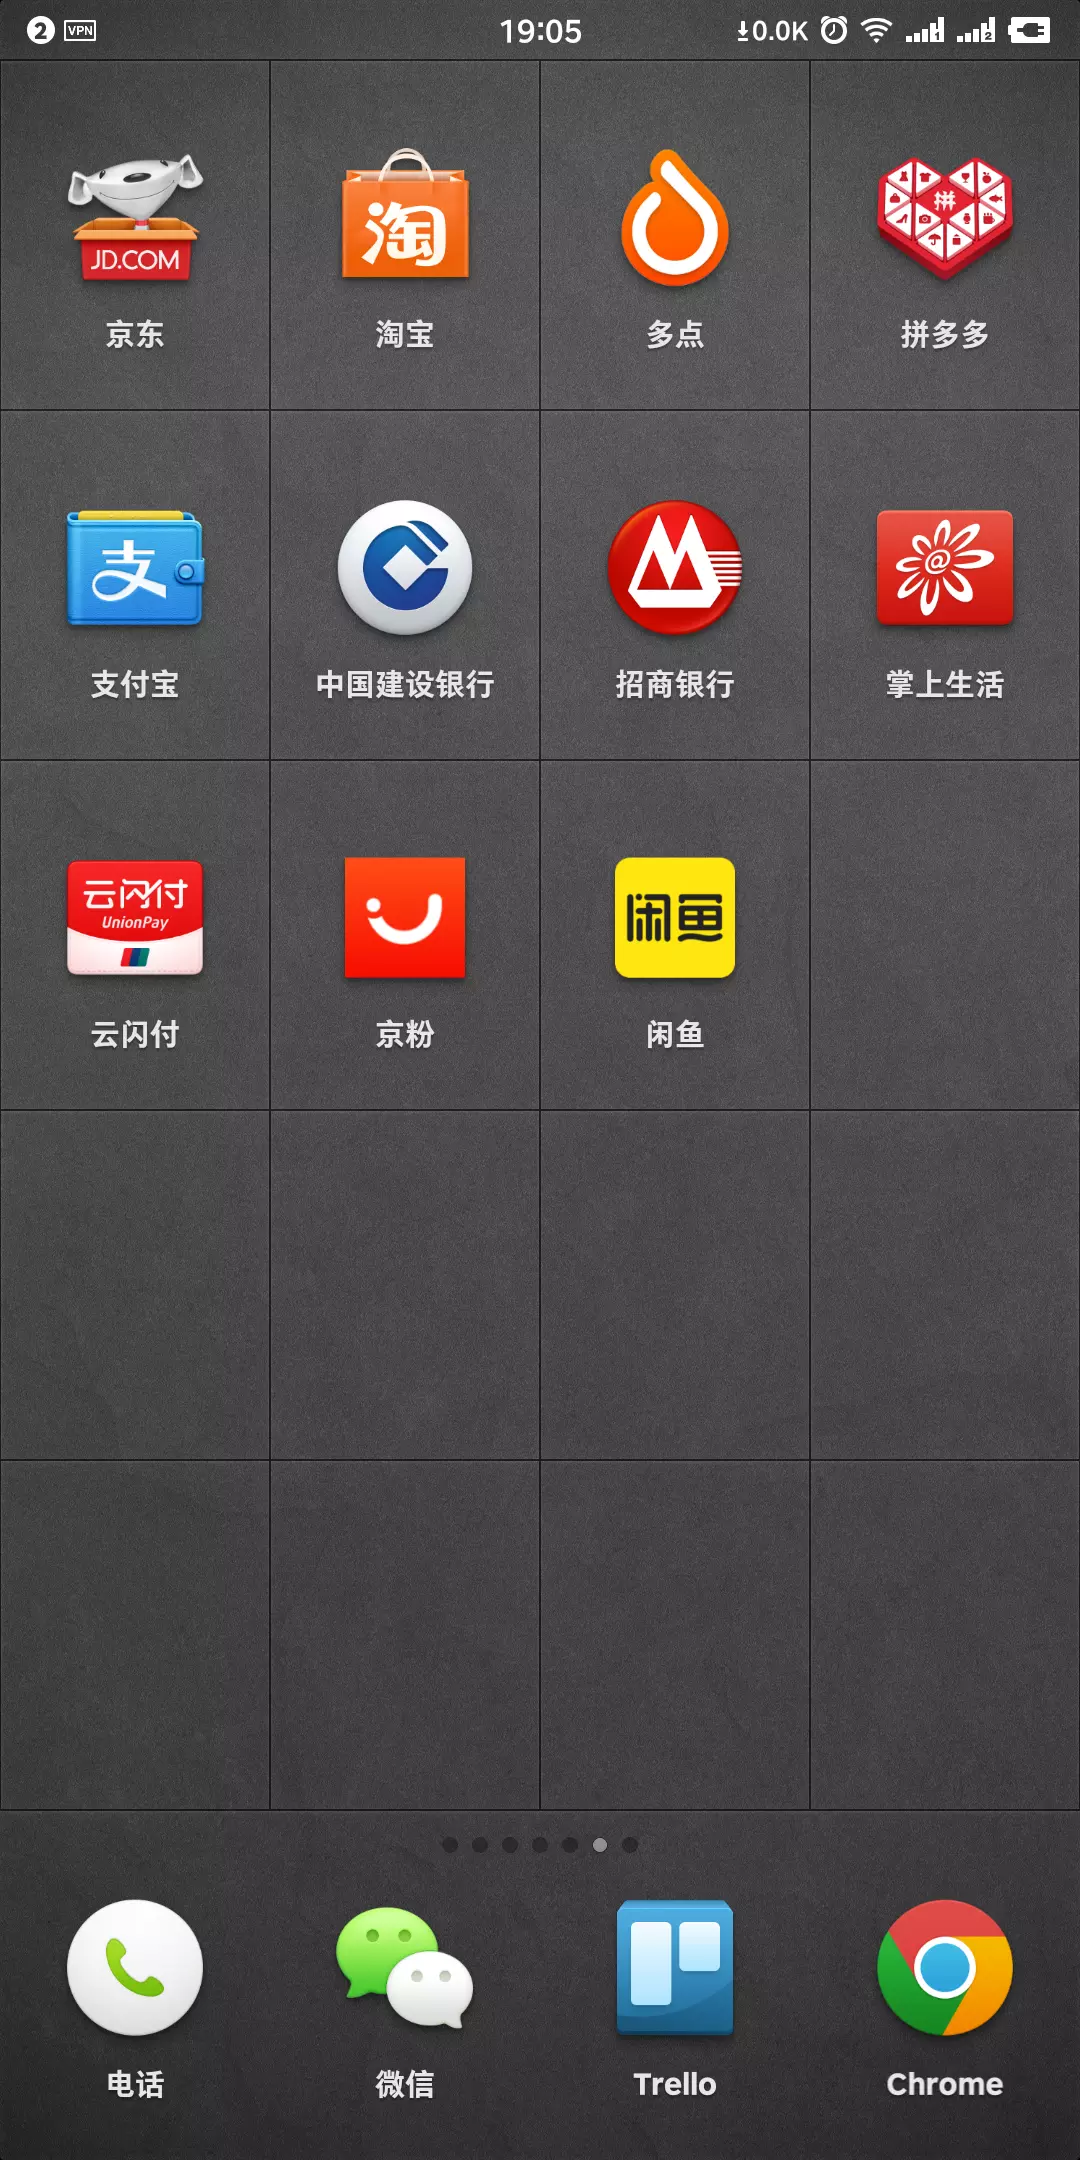 2 VPN 19:05 0.0K 1 2
JD.COM 淘 拼
京东 淘宝 多点 拼多多
支 @
支付宝 中国建设银行 招商银行 掌上生活
云闪付 闲鱼
UnionPay
云闪付 京粉 闲鱼
电话 微信 Trello Chrome